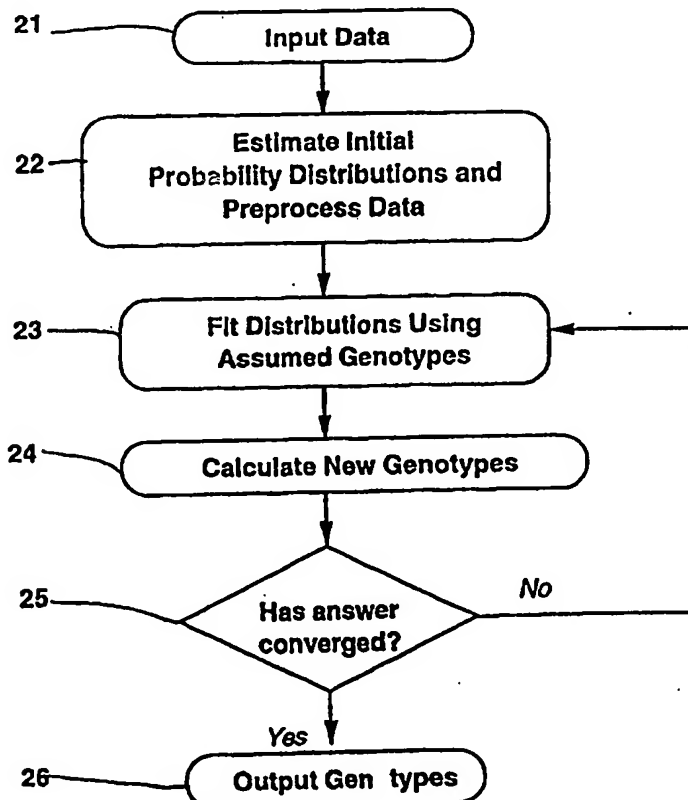 21
Input Data
22
Estimate Initial
Probability Distributions and
Preprocess Data
23
Fit Distributions Using
Assumed Genotypes
24
Calculate New Genotypes
25
Has answer
converged?
No
Yes
26
Output Gen types